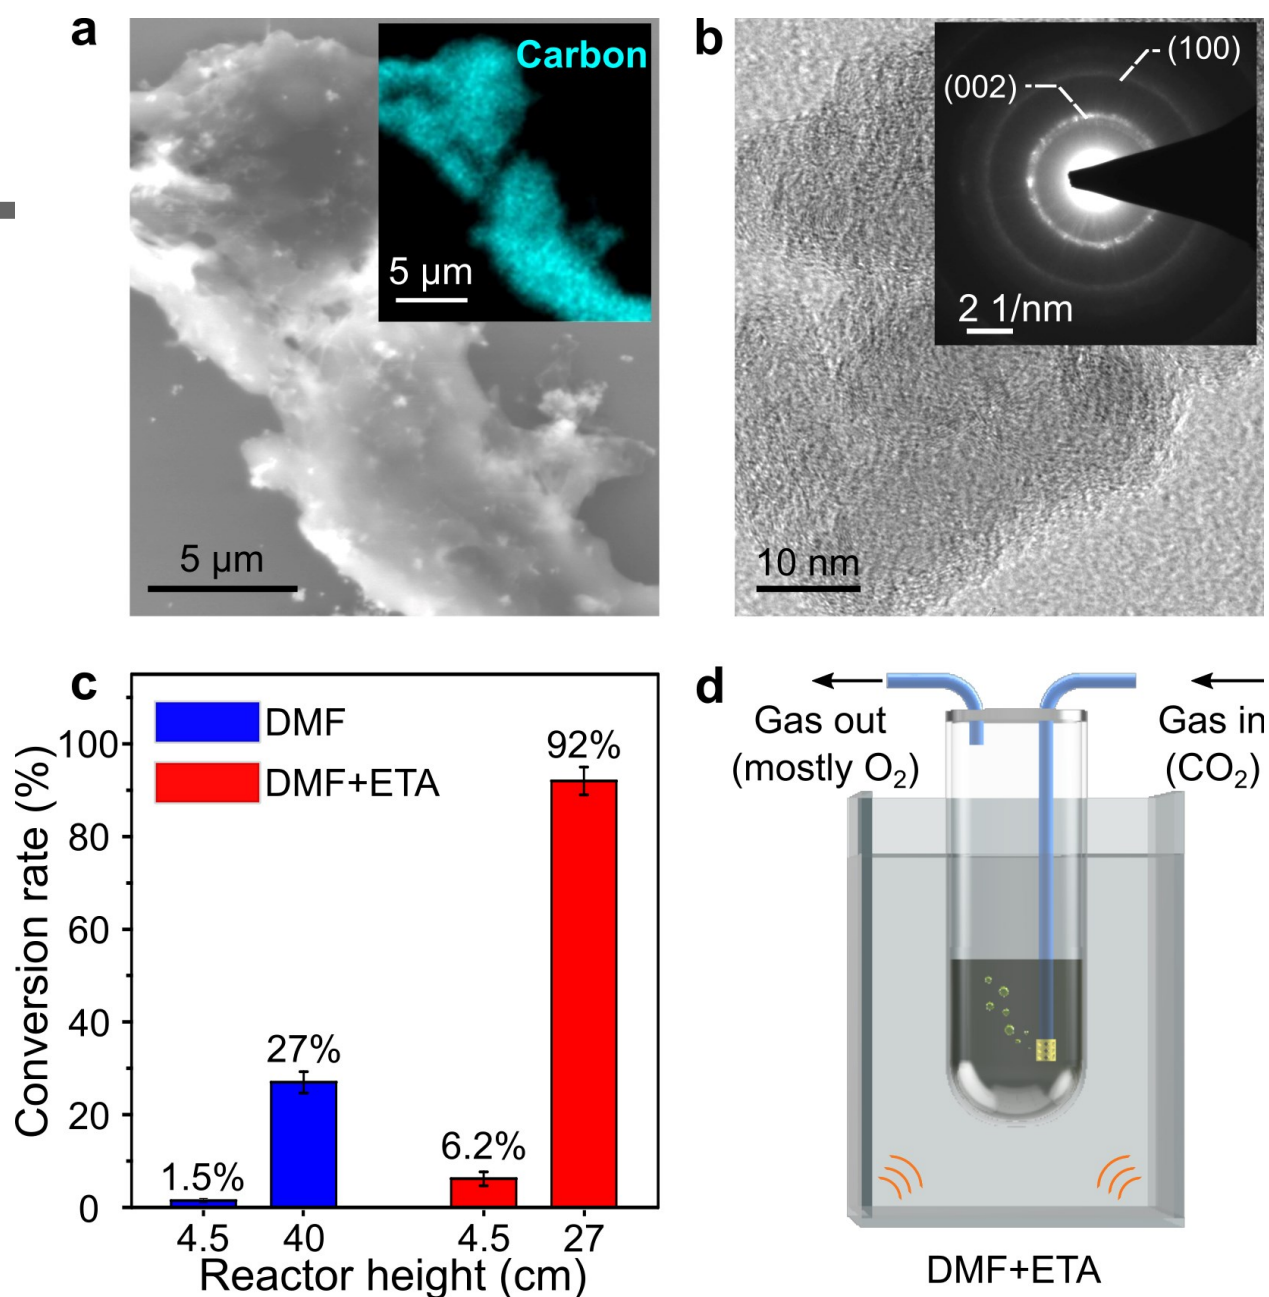 a
Carbon
5 µm
5 µm
b
(100)
(002)
2 1/nm
10 nm
c
DMF
DMF+ETA
Conversion rate (%)
100
80
60
40
20
0
1.5%
27%
6.2%
92%
4.5
40
4.5
27
Reactor height (cm)
d
Gas out
(mostly O₂)
Gas in
(CO₂)
DMF+ETA